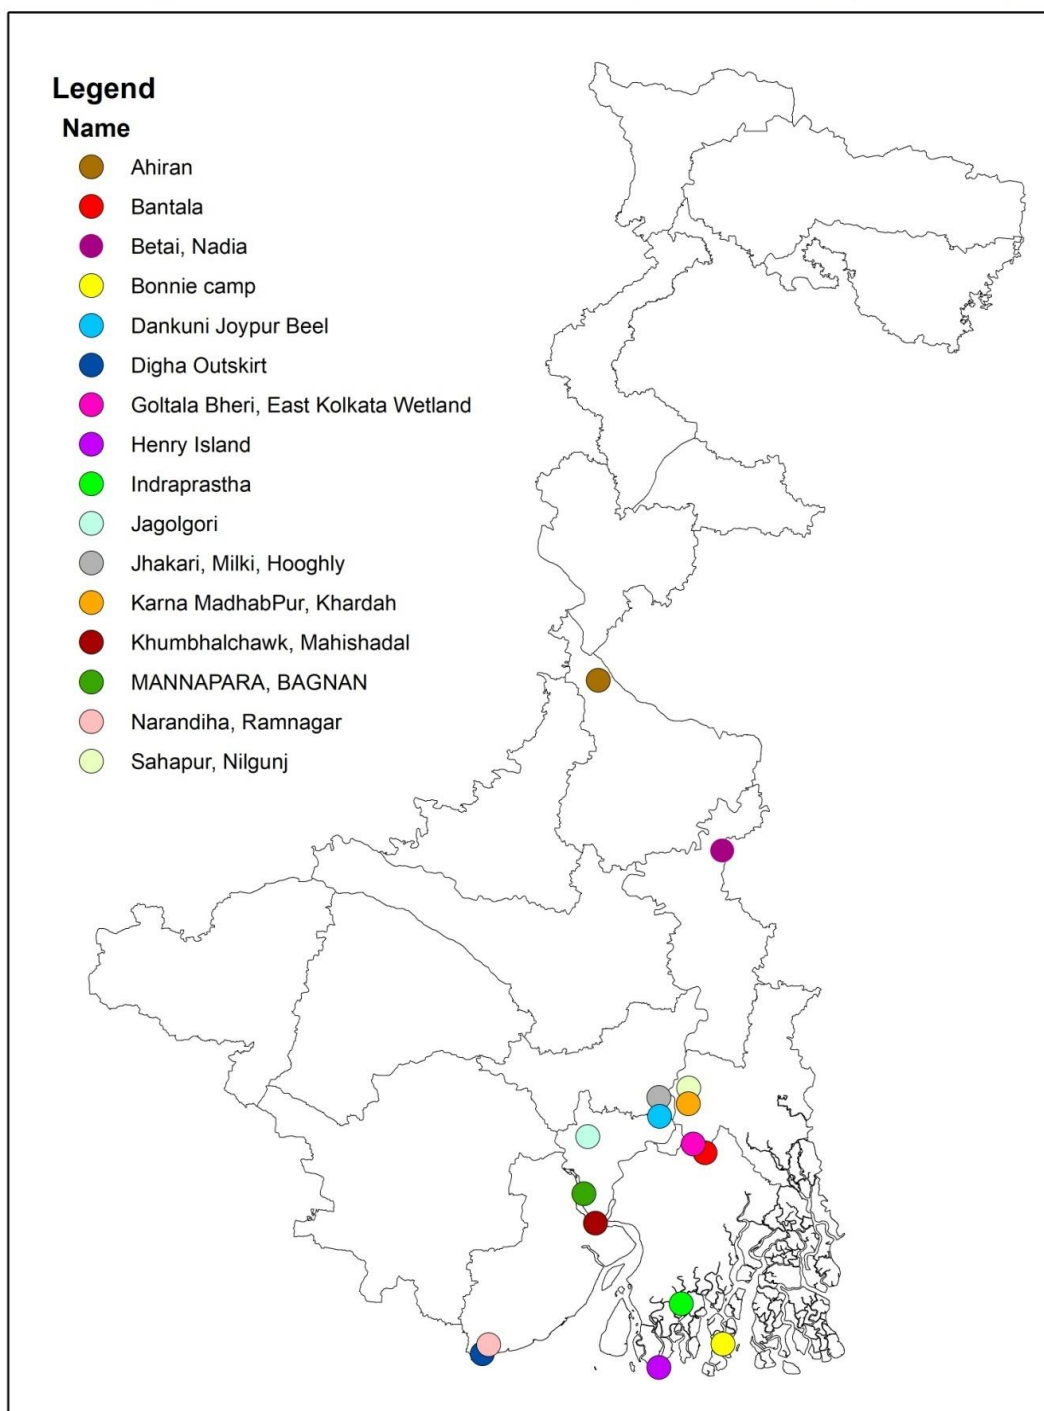 Legend
Name
Ahiran
Bantala
Betai, Nadia
Bonnie camp
Dankuni Joypur Beel
Digha Outskirt
Goltala Bheri, East Kolkata Wetland
Henry Island
Indraprastha
Jagolgori
Jhakari, Milki, Hooghly
Karna MadhabPur, Khardah
Khumbhalchawk, Mahishadal
MANNAPARA, BAGNAN
Narandiha, Ramnagar
Sahapur, Nilgunj